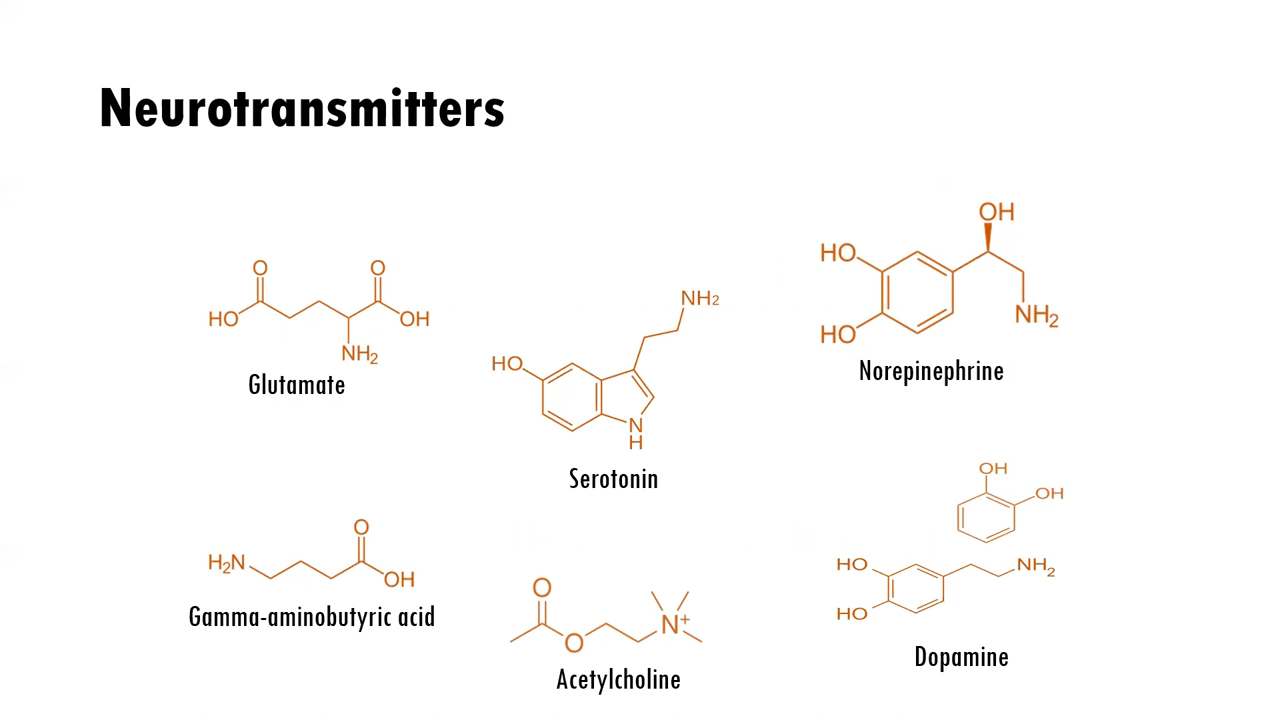 Neurotransmitters
O
O
HO
OH
NH2
Glutamate
NH2
HO
N
H
Serotonin
OH
HO
HO
NH2
Norepinephrine
O
H2N
OH
Gamma-aminobutyric acid
O
O
N+
Acetylcholine
OH
OH
HO
NH2
HO
Dopamine